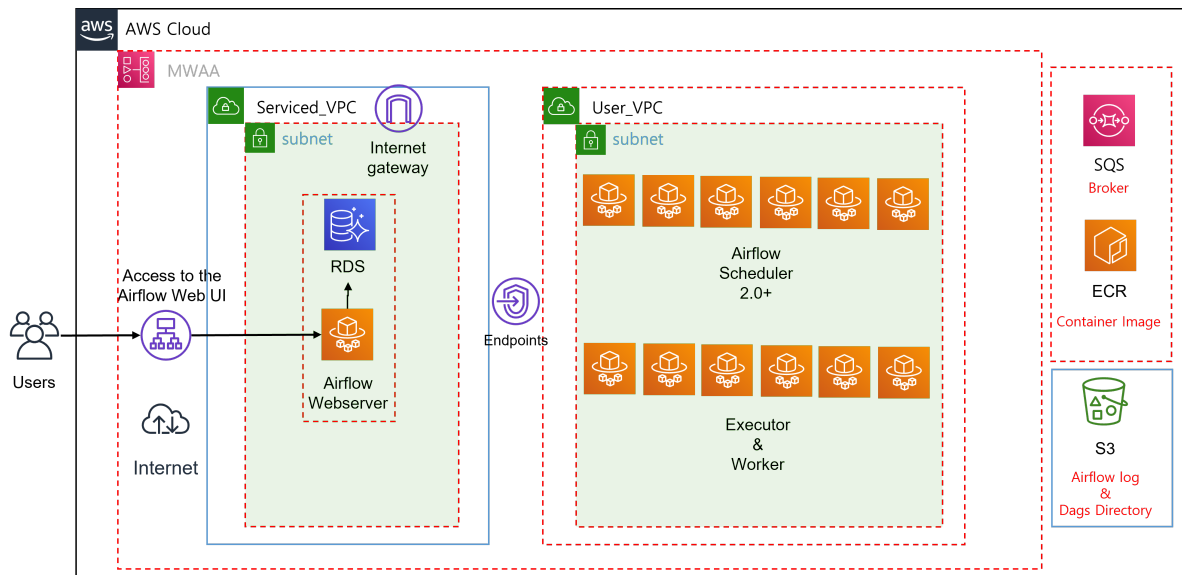 aws
AWS Cloud
MWAA
Serviced_VPC
subnet
Internet
gateway
RDS
Airflow
Webserver
Access to the
Airflow Web UI
Users
Internet
Endpoints
User_VPC
subnet
Airflow
Scheduler
2.0+
Executor
&
Worker
SQS
Broker
ECR
Container Image
S3
Airflow log
&
Dags Directory